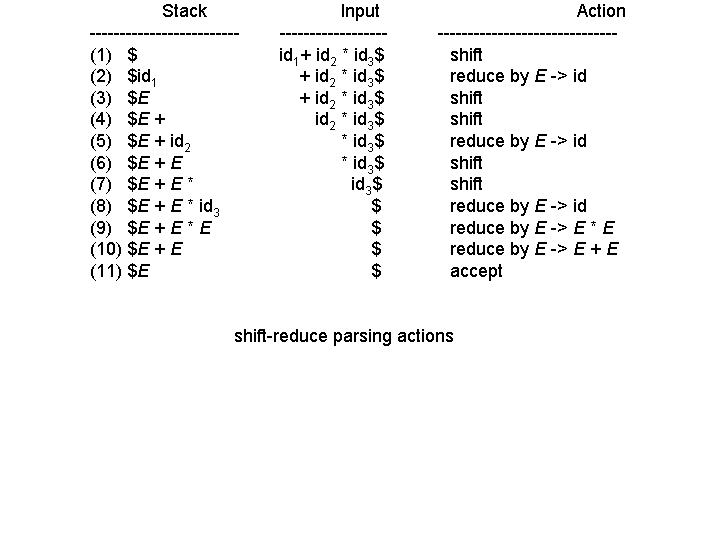 Stack Input Action
------------------------- ------------------ ------------------------------
(1) $ id1+ id2 * id3$ shift
(2) $id1 + id2 * id3$ reduce by E -> id
(3) $E + id2 * id3$ shift
(4) $E + id2 * id3$ shift
(5) $E + id2 * id3$ reduce by E -> id
(6) $E + E * id3$ shift
(7) $E + E * id3$ shift
(8) $E + E * id3 $ reduce by E -> id
(9) $E + E * E $ reduce by E -> E * E
(10) $E + E $ reduce by E -> E + E
(11) $E $ accept
shift-reduce parsing actions